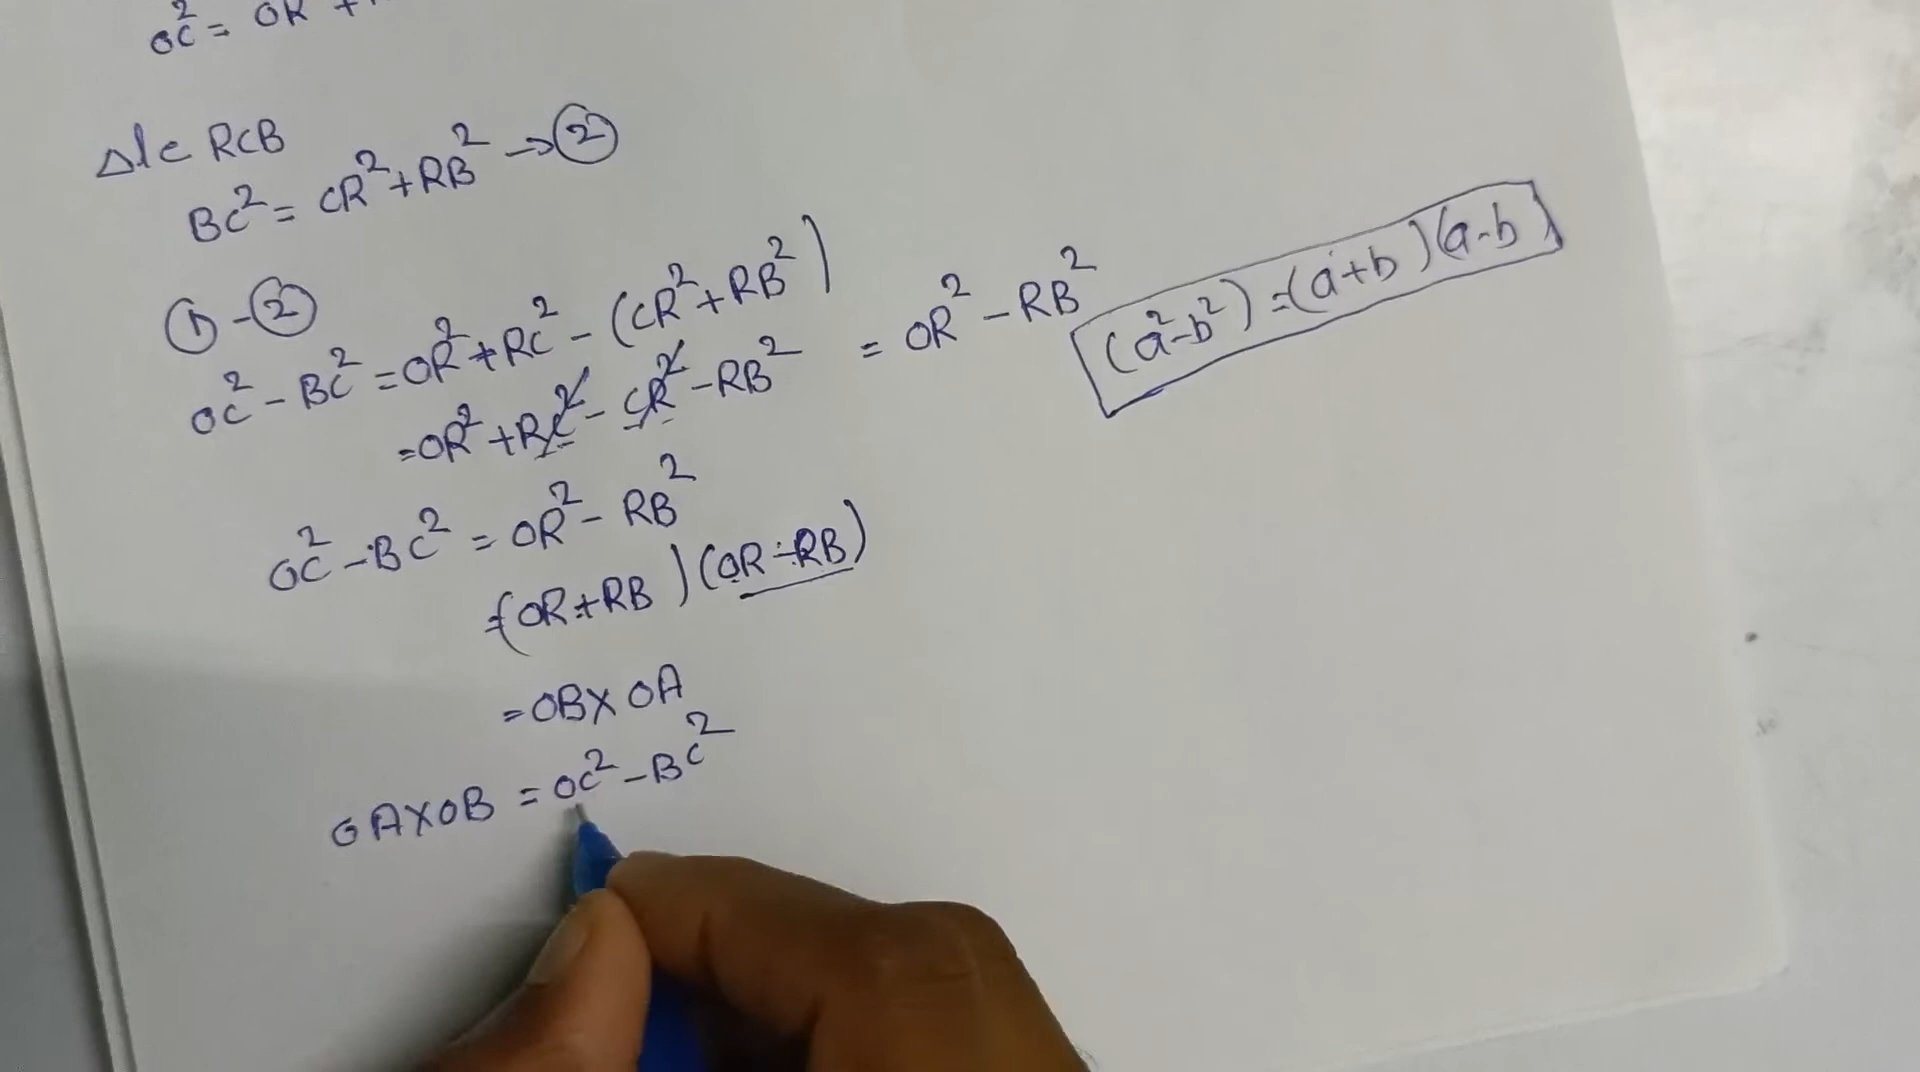 OC² = OR +
Δle RCB
BC² = CR² + RB² → ②
① - ②
OC² - BC² = OR² + RC² - (CR² + RB²)
= OR² + RC² - CR² - RB² = OR² - RB²
(a² - b²) = (a+b)(a-b)
OC² - BC² = OR² - RB²
= (OR + RB)(OR - RB)
= OB X OA
OA X OB = OC² - BC²